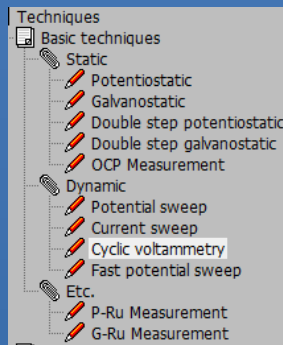 Techniques
Basic techniques
Static
Potentiostatic
Galvanostatic
Double step potentiostatic
Double step galvanostatic
OCP Measurement
Dynamic
Potential sweep
Current sweep
Cyclic voltammetry
Fast potential sweep
Etc.
P-Ru Measurement
G-Ru Measurement